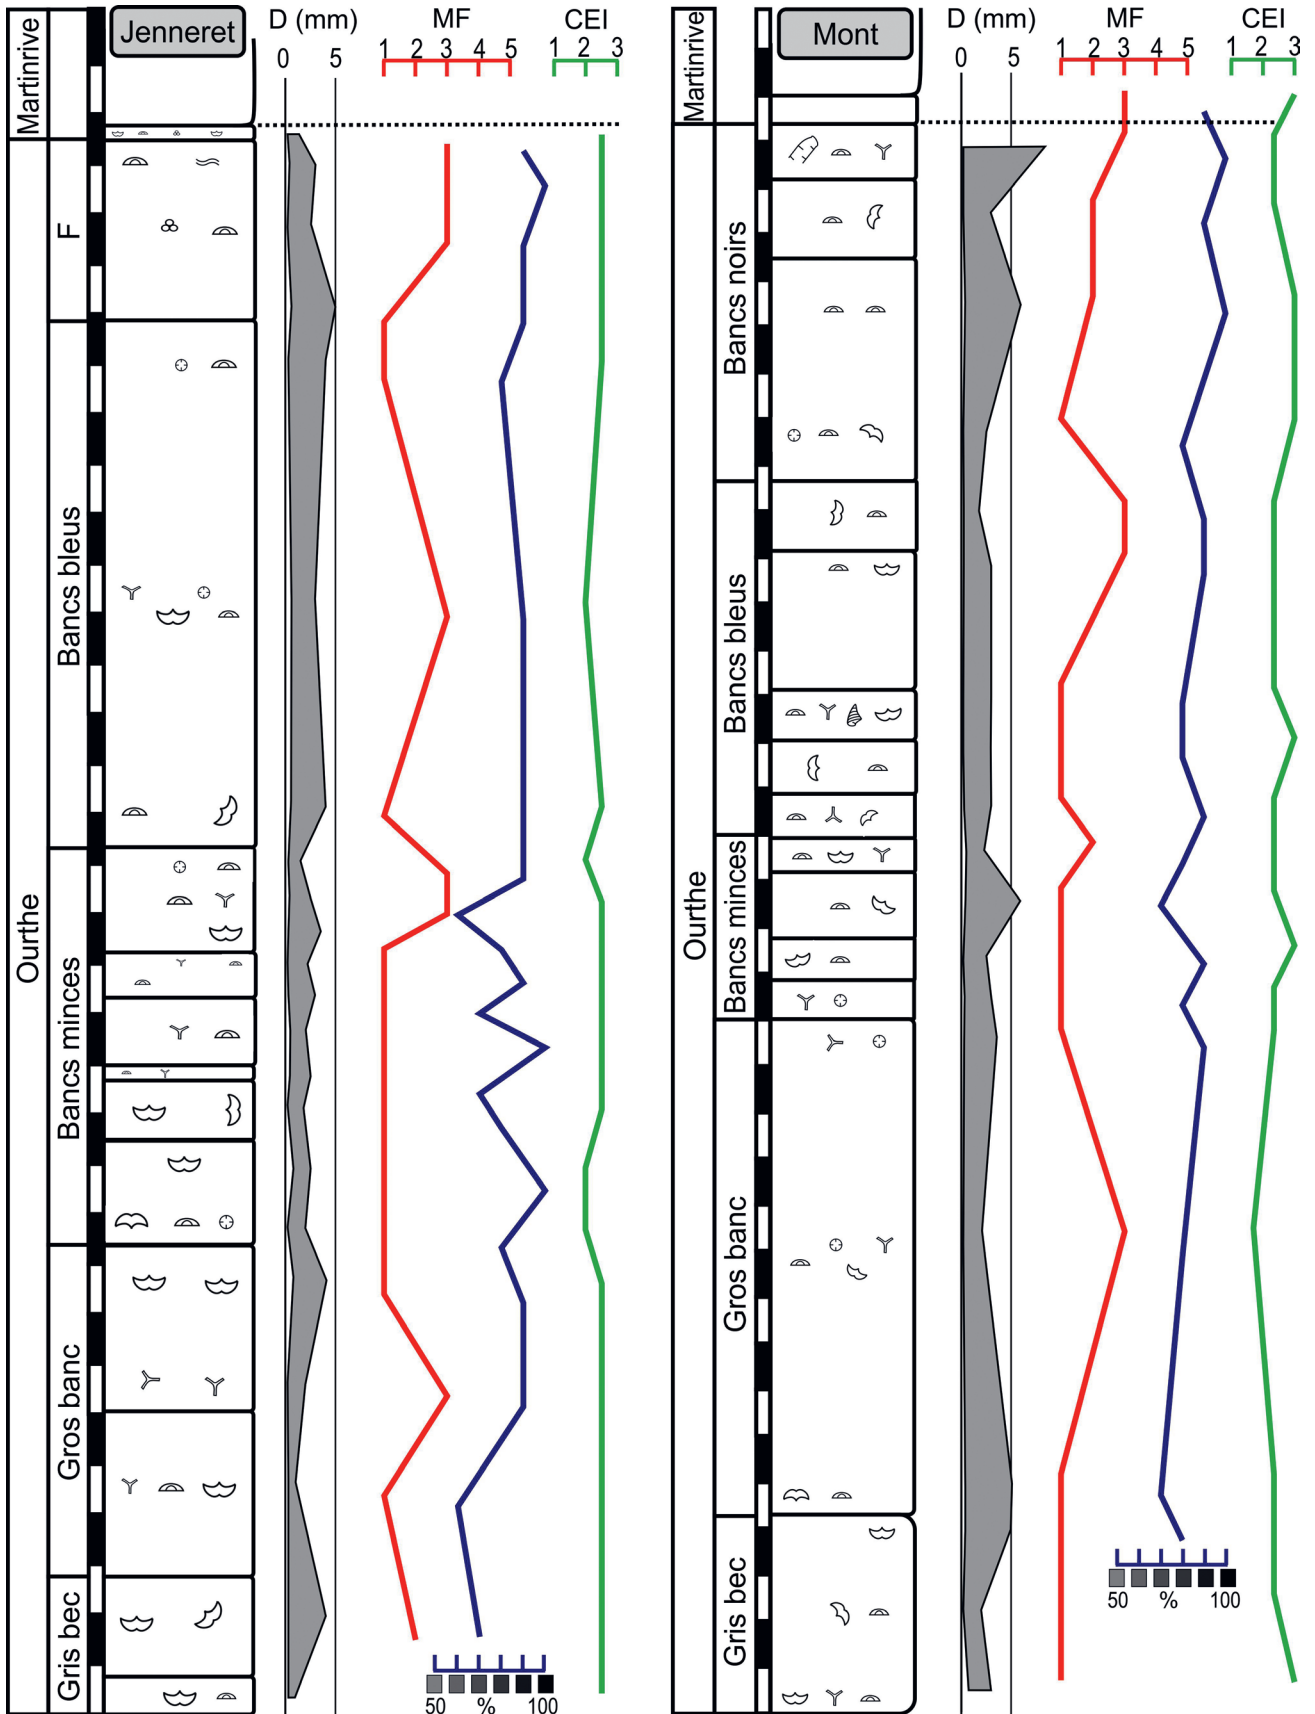 Jenneret
D (mm)
MF
CEI
0 5
1 2 3 4 5
1 2 3
Martinrive
Ourthe
F
Bancs bleus
Bancs minces
Gros banc
Gris bec
50 % 100
Mont
D (mm)
MF
CEI
0 5
1 2 3 4 5
1 2 3
Martinrive
Ourthe
Bancs noirs
Bancs bleus
Bancs minces
Gros banc
Gris bec
50 % 100